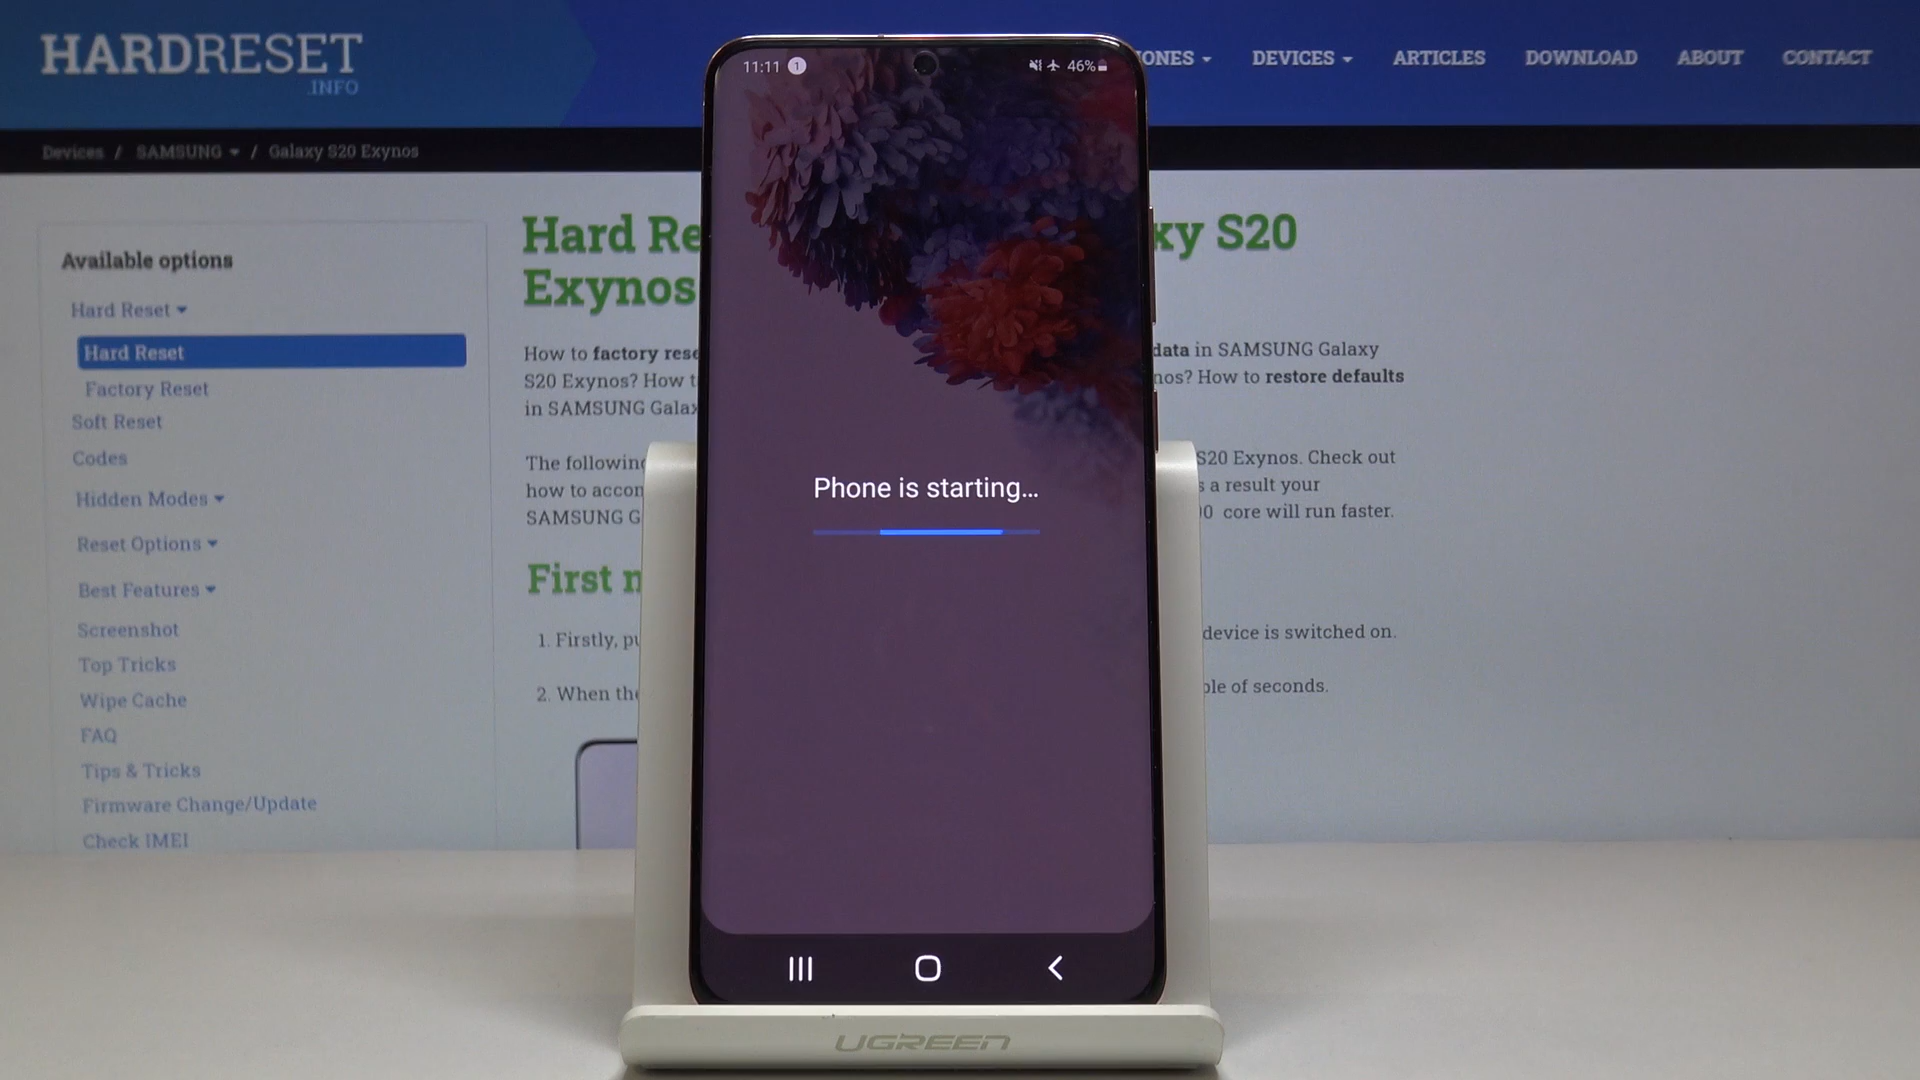 HARDRESET
.INFO
ONES DEVICES ARTICLES DOWNLOAD ABOUT CONTACT
Devices / SAMSUNG / Galaxy S20 Exynos
Available options
Hard Reset
Hard Reset
Factory Reset
Soft Reset
Codes
Hidden Modes
Reset Options
Best Features
Screenshot
Top Tricks
Wipe Cache
FAQ
Tips & Tricks
Firmware Change/Update
Check IMEI
Hard Re xy S20
Exynos
How to factory rese data in SAMSUNG Galaxy
S20 Exynos? How t nos? How to restore defaults
in SAMSUNG Galax
The following S20 Exynos. Check out
how to accom s a result your
SAMSUNG G 0 core will run faster.
First m
1. Firstly, pu device is switched on.
2. When the ple of seconds.
11:11 1 46%
Phone is starting...
UGREEN